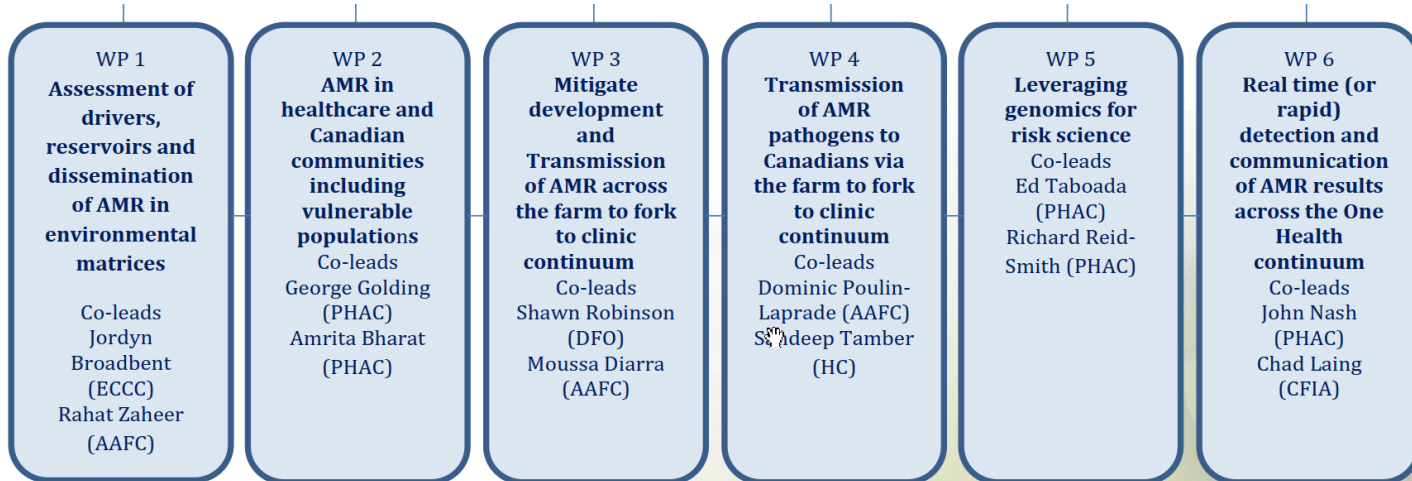 WP 1
Assessment of
drivers,
reservoirs and
dissemination
of AMR in
environmental
matrices
Co-leads
Jordyn
Broadbent
(ECCC)
Rahat Zaheer
(AAFC)
WP 2
AMR in
healthcare and
Canadian
communities
including
vulnerable
populations
Co-leads
George Golding
(PHAC)
Amrita Bharat
(PHAC)
WP 3
Mitigate
development
and
Transmission
of AMR across
the farm to fork
to clinic
continuum
Co-leads
Shawn Robinson
(DFO)
Moussa Diarra
(AAFC)
WP 4
Transmission
of AMR
pathogens to
Canadians via
the farm to fork
to clinic
continuum
Co-leads
Dominic Poulin-
Laprade (AAFC)
Sandeep Tamber
(HC)
WP 5
Leveraging
genomics for
risk science
Co-leads
Ed Taboada
(PHAC)
Richard Reid-
Smith (PHAC)
WP 6
Real time (or
rapid)
detection and
communication
of AMR results
across the One
Health
continuum
Co-leads
John Nash
(PHAC)
Chad Laing
(CFIA)